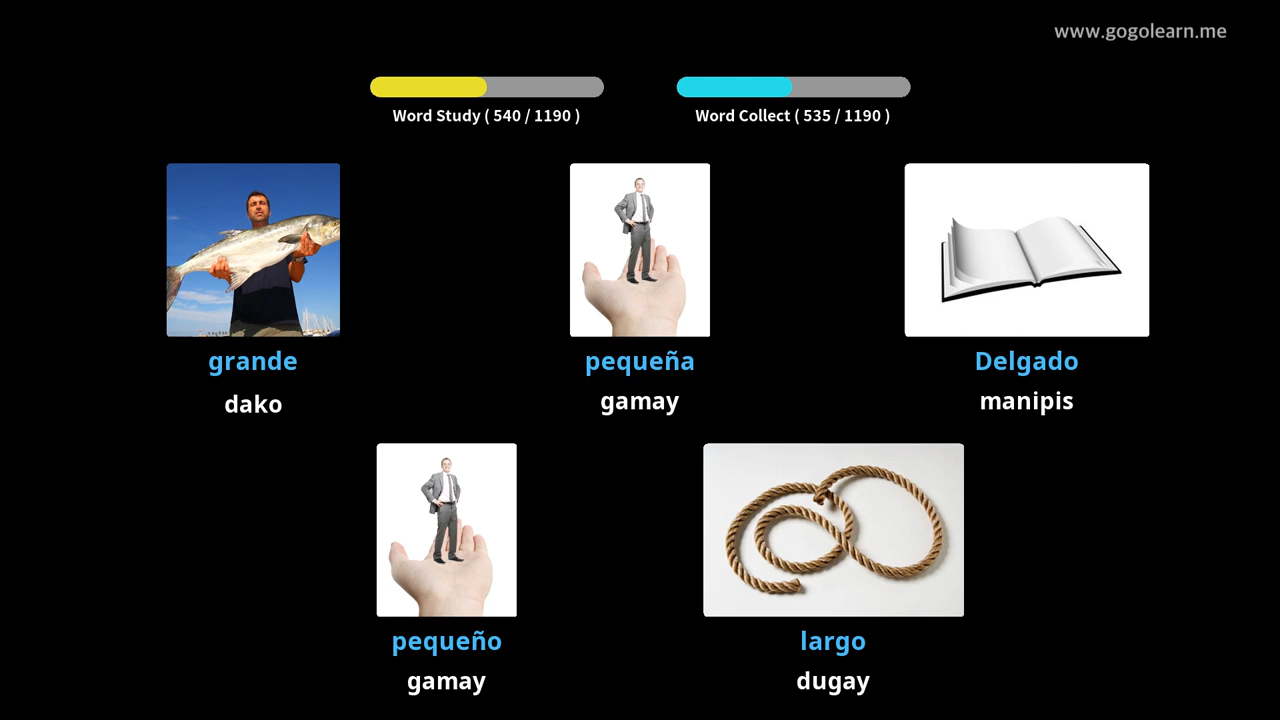 www.gogolearn.me
Word Study ( 540 / 1190 )
Word Collect ( 535 / 1190 )
grande
dako
pequeña
gamay
Delgado
manipis
pequeño
gamay
largo
dugay